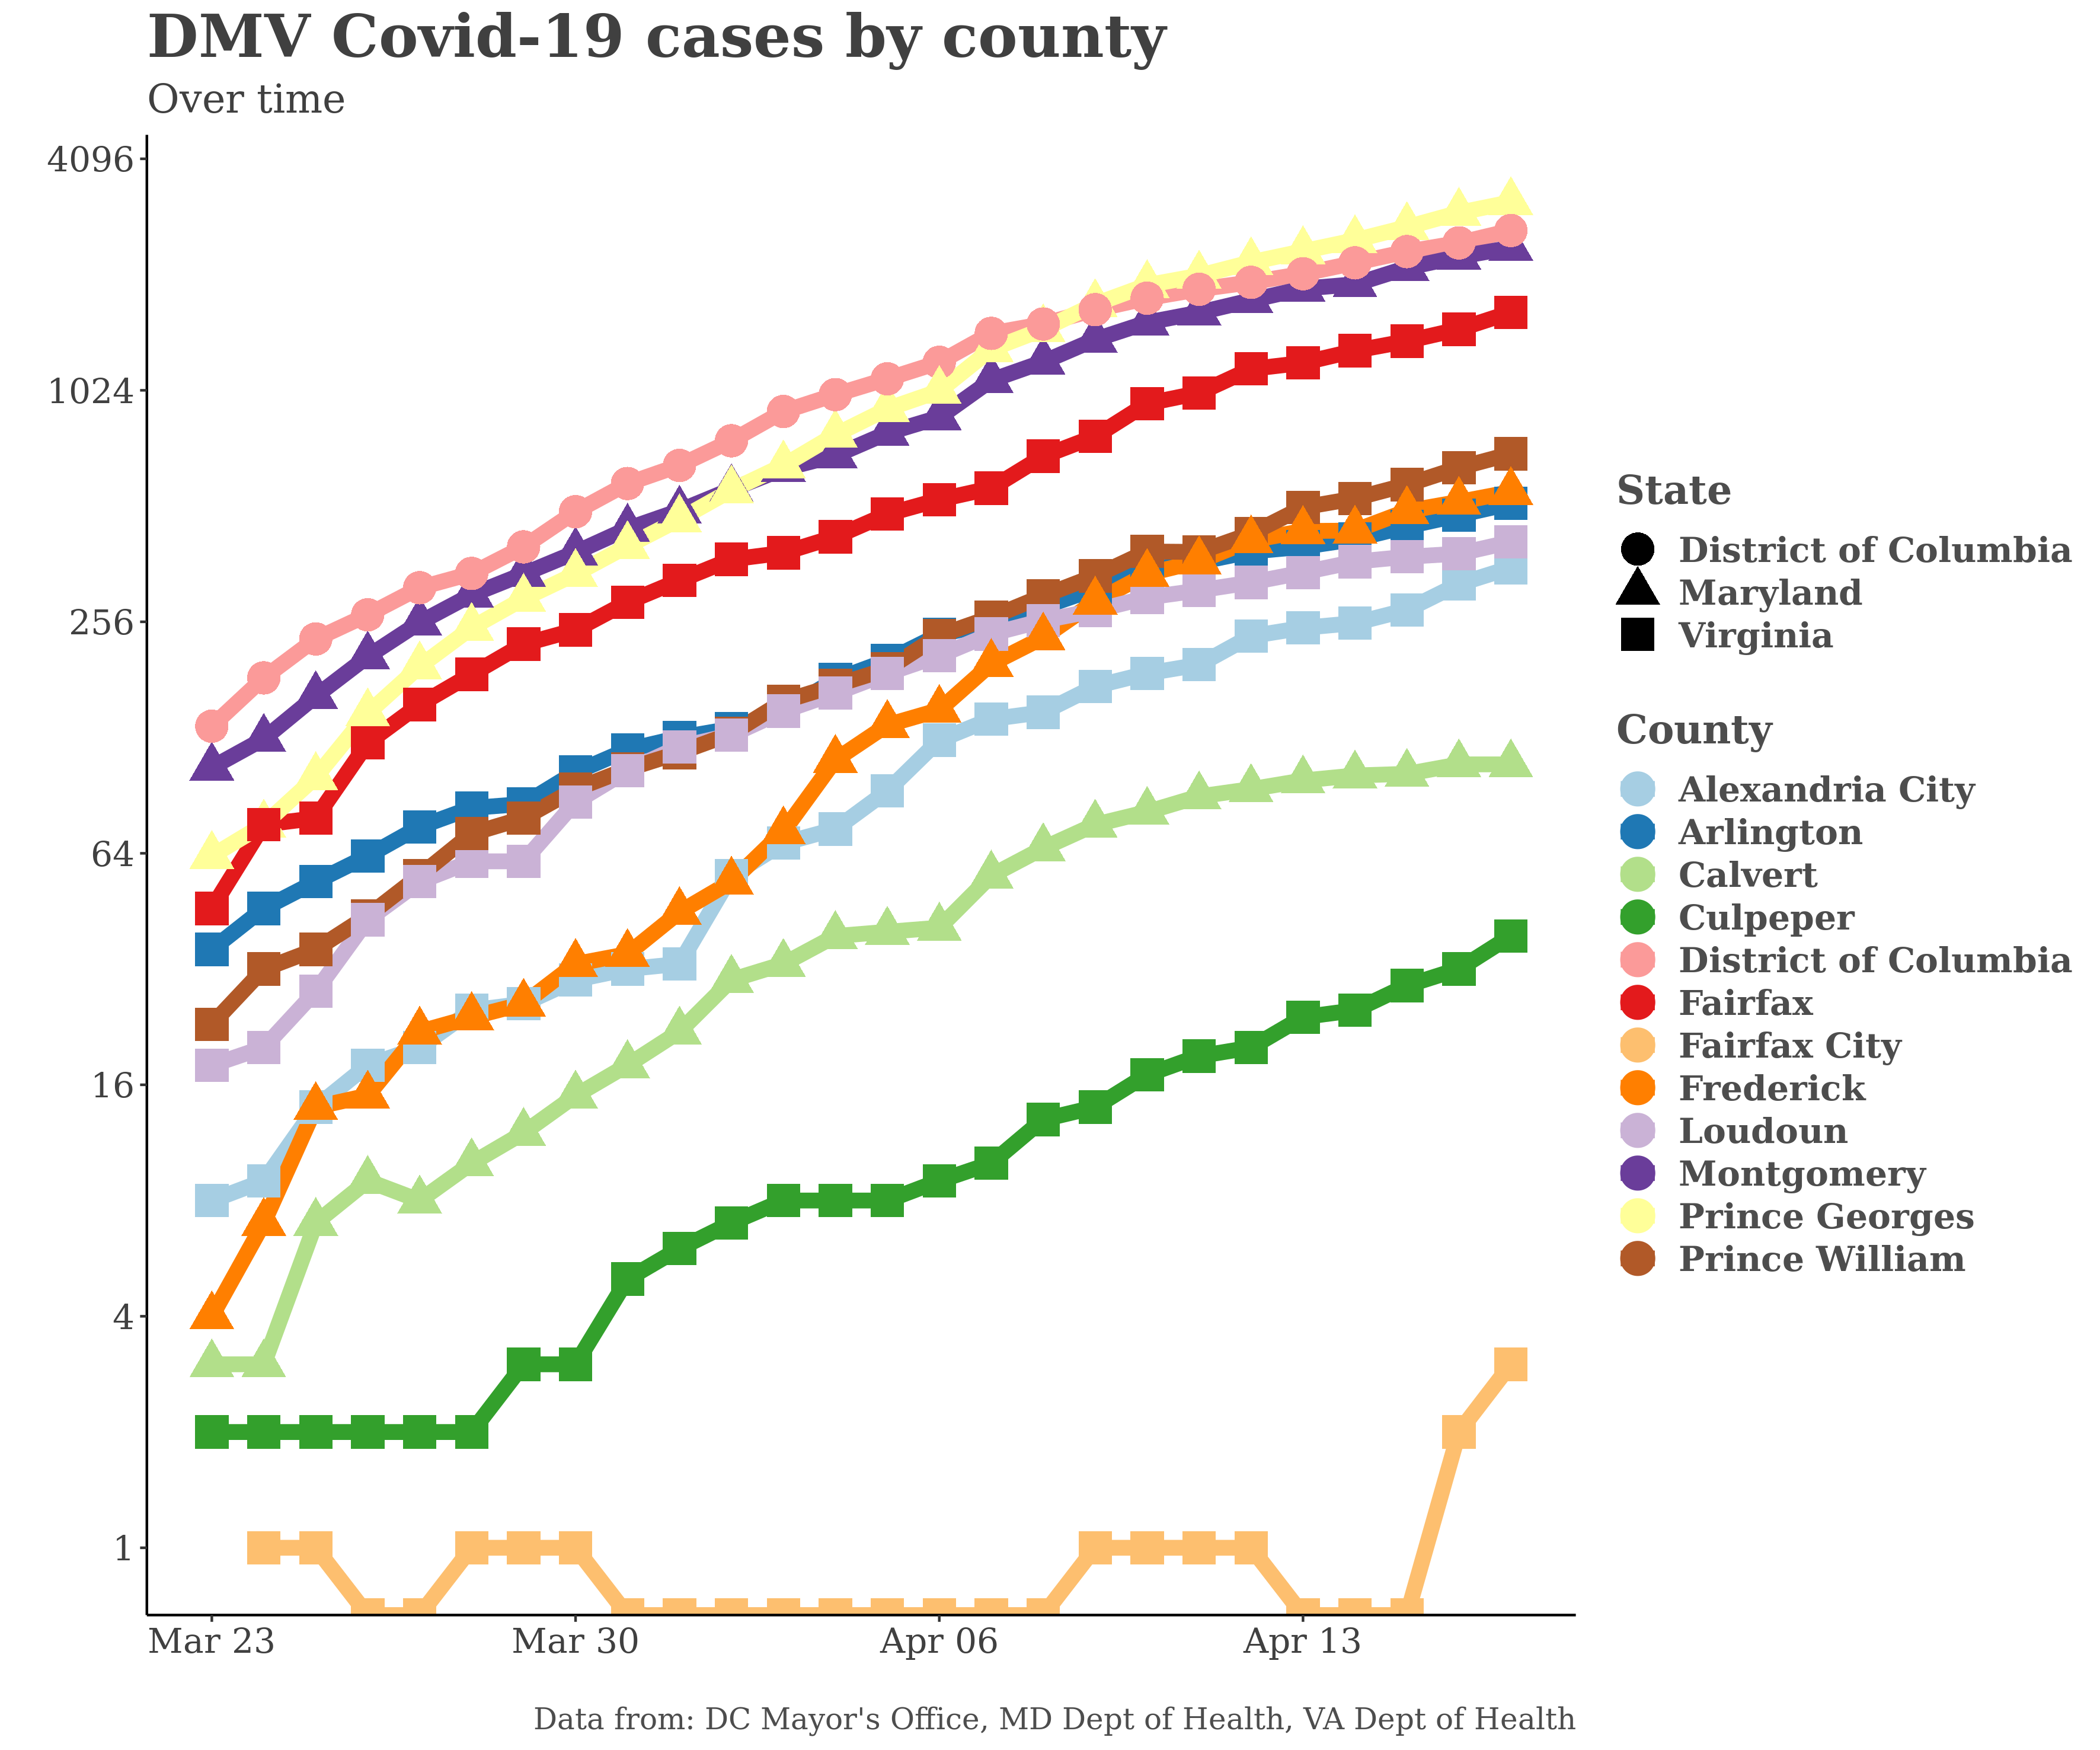 DMV Covid-19 cases by county
Over time
4096
1024
256
64
16
4
1
Mar 23
Mar 30
Apr 06
Apr 13
State
District of Columbia
Maryland
Virginia
County
Alexandria City
Arlington
Calvert
Culpeper
District of Columbia
Fairfax
Fairfax City
Frederick
Loudoun
Montgomery
Prince Georges
Prince William
Data from: DC Mayor's Office, MD Dept of Health, VA Dept of Health